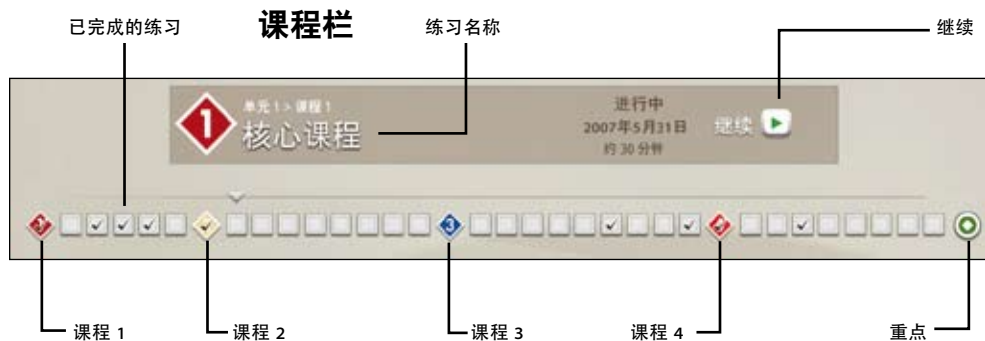 课程栏
已完成的练习
练习名称
继续
1
单元 1 > 课程 1
核心课程
进行中
2007年5月31日
约 30 分钟
继续
3
课程 1
课程 2
课程 3
课程 4
重点